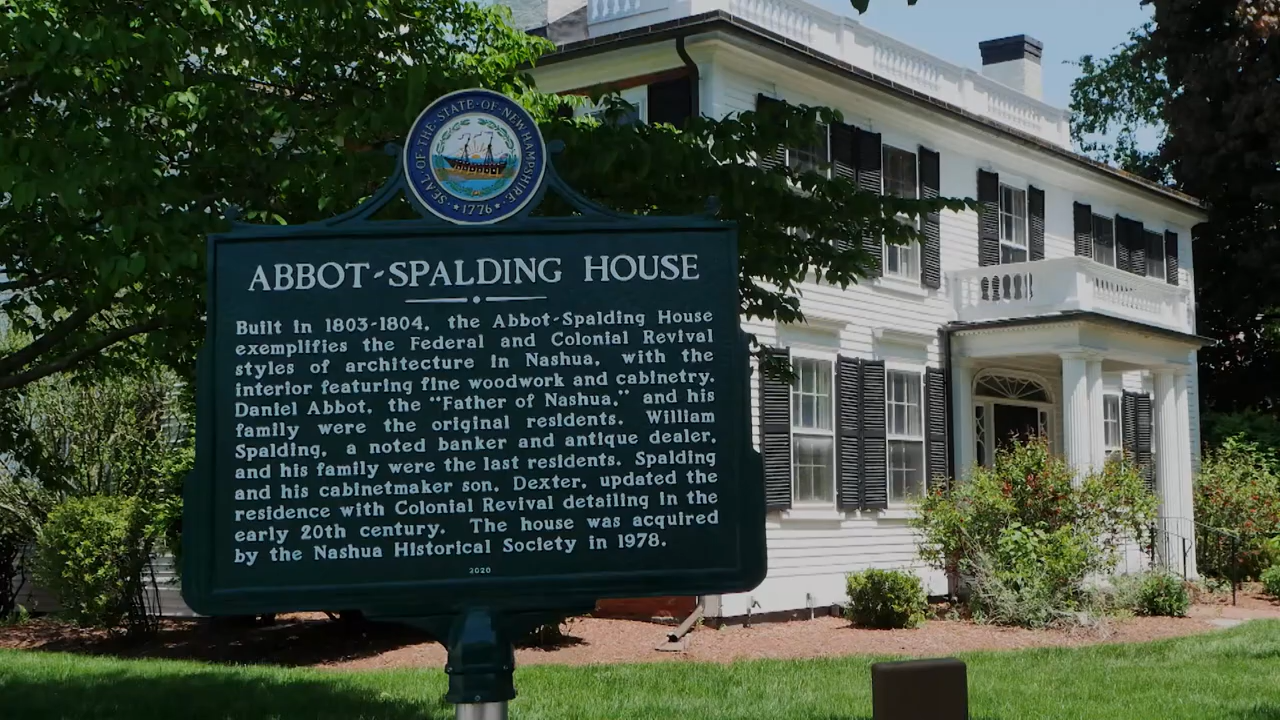 SEAL · OF · THE · STATE · OF · NEW HAMPSHIRE ·
★ 1776 ★
ABBOT-SPALDING HOUSE
Built in 1803-1804, the Abbot-Spalding House
exemplifies the Federal and Colonial Revival
styles of architecture in Nashua, with the
interior featuring fine woodwork and cabinetry.
Daniel Abbot, the "Father of Nashua," and his
family were the original residents. William
Spalding, a noted banker and antique dealer,
and his family were the last residents. Spalding
and his cabinetmaker son, Dexter, updated the
residence with Colonial Revival detailing in the
early 20th century. The house was acquired
by the Nashua Historical Society in 1978.
2020